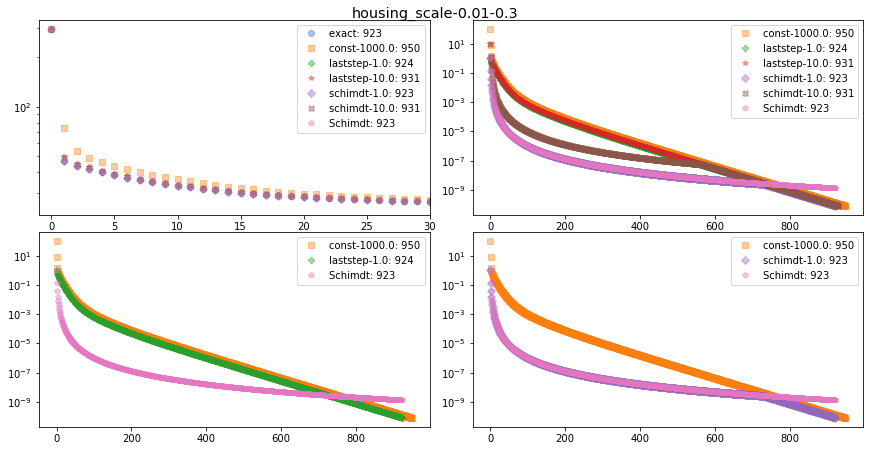 housing_scale-0.01-0.3
10²
0 5 10 15 20 25 30
exact: 923
const-1000.0: 950
laststep-1.0: 924
laststep-10.0: 931
schimdt-1.0: 923
schimdt-10.0: 931
Schimdt: 923
10¹
10⁻¹
10⁻³
10⁻⁵
10⁻⁷
10⁻⁹
0 200 400 600 800
const-1000.0: 950
laststep-1.0: 924
laststep-10.0: 931
schimdt-1.0: 923
schimdt-10.0: 931
Schimdt: 923
10¹
10⁻¹
10⁻³
10⁻⁵
10⁻⁷
10⁻⁹
0 200 400 600 800
const-1000.0: 950
laststep-1.0: 924
Schimdt: 923
10¹
10⁻¹
10⁻³
10⁻⁵
10⁻⁷
10⁻⁹
0 200 400 600 800
const-1000.0: 950
schimdt-1.0: 923
Schimdt: 923